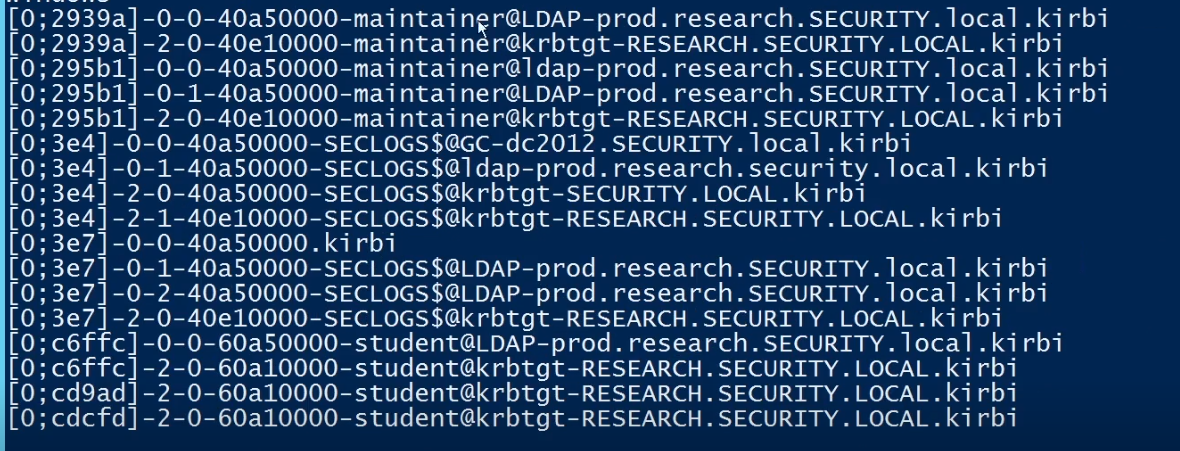 [0;2939a]-0-0-40a50000-maintainer@LDAP-prod.research.SECURITY.local.kirbi
[0;2939a]-2-0-40e10000-maintainer@krbtgt-RESEARCH.SECURITY.LOCAL.kirbi
[0;295b1]-0-0-40a50000-maintainer@ldap-prod.research.SECURITY.local.kirbi
[0;295b1]-0-1-40a50000-maintainer@LDAP-prod.research.SECURITY.local.kirbi
[0;295b1]-2-0-40e10000-maintainer@krbtgt-RESEARCH.SECURITY.LOCAL.kirbi
[0;3e4]-0-0-40a50000-SECLOGS$@GC-dc2012.SECURITY.local.kirbi
[0;3e4]-0-1-40a50000-SECLOGS$@ldap-prod.research.security.local.kirbi
[0;3e4]-2-0-40a50000-SECLOGS$@krbtgt-SECURITY.LOCAL.kirbi
[0;3e4]-2-1-40e10000-SECLOGS$@krbtgt-RESEARCH.SECURITY.LOCAL.kirbi
[0;3e7]-0-0-40a50000.kirbi
[0;3e7]-0-1-40a50000-SECLOGS$@LDAP-prod.research.SECURITY.local.kirbi
[0;3e7]-0-2-40a50000-SECLOGS$@LDAP-prod.research.SECURITY.local.kirbi
[0;3e7]-2-0-40e10000-SECLOGS$@krbtgt-RESEARCH.SECURITY.LOCAL.kirbi
[0;c6ffc]-0-0-60a50000-student@LDAP-prod.research.SECURITY.local.kirbi
[0;c6ffc]-2-0-60a10000-student@krbtgt-RESEARCH.SECURITY.LOCAL.kirbi
[0;cd9ad]-2-0-60a10000-student@krbtgt-RESEARCH.SECURITY.LOCAL.kirbi
[0;cdcfd]-2-0-60a10000-student@krbtgt-RESEARCH.SECURITY.LOCAL.kirbi